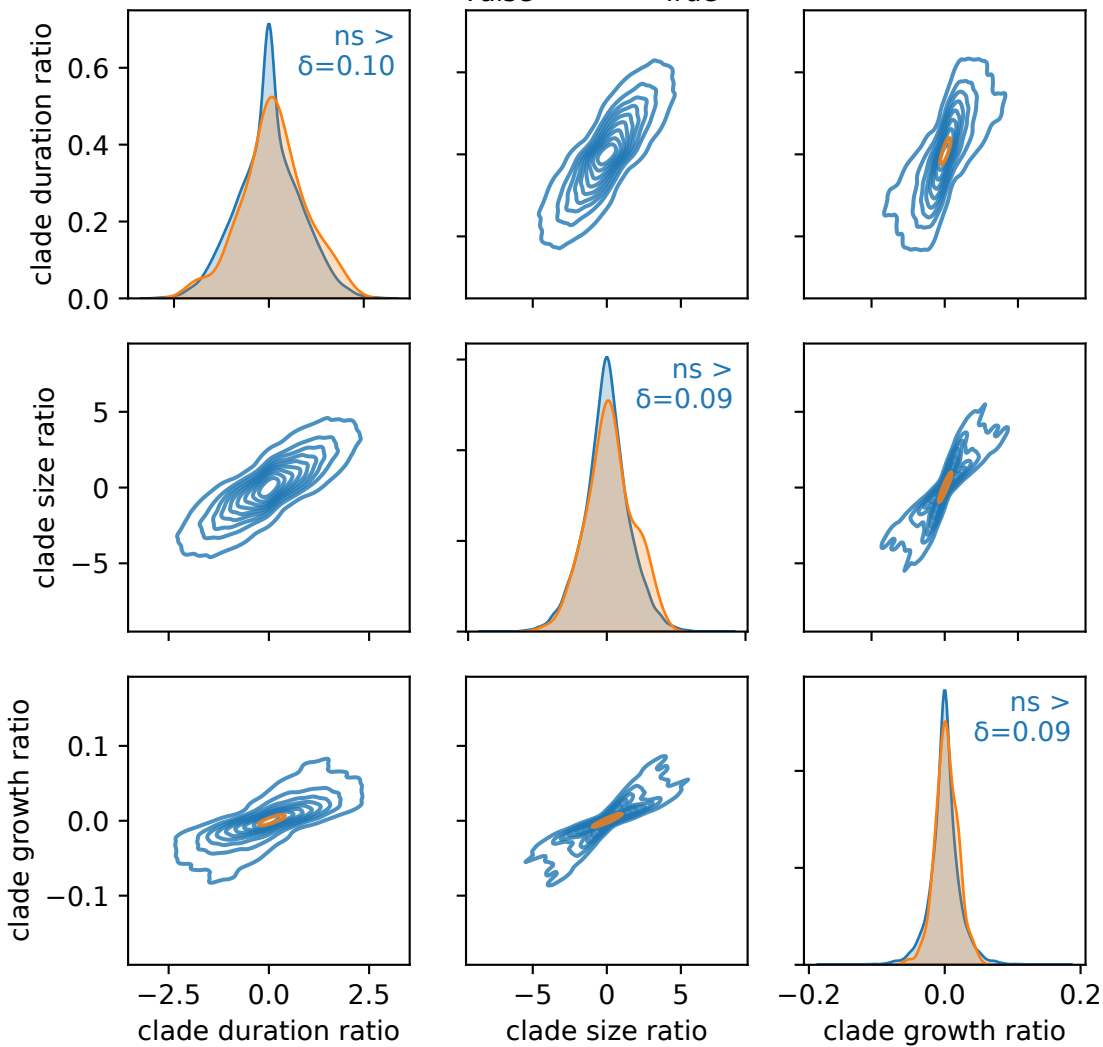 clade duration ratio
0.6
0.4
0.2
0.0
ns >
δ=0.10
clade size ratio
5
0
−5
ns >
δ=0.09
clade growth ratio
0.1
0.0
−0.1
ns >
δ=0.09
−2.5 0.0 2.5
−5 0 5
−0.2 0.0 0.2
clade duration ratio
clade size ratio
clade growth ratio